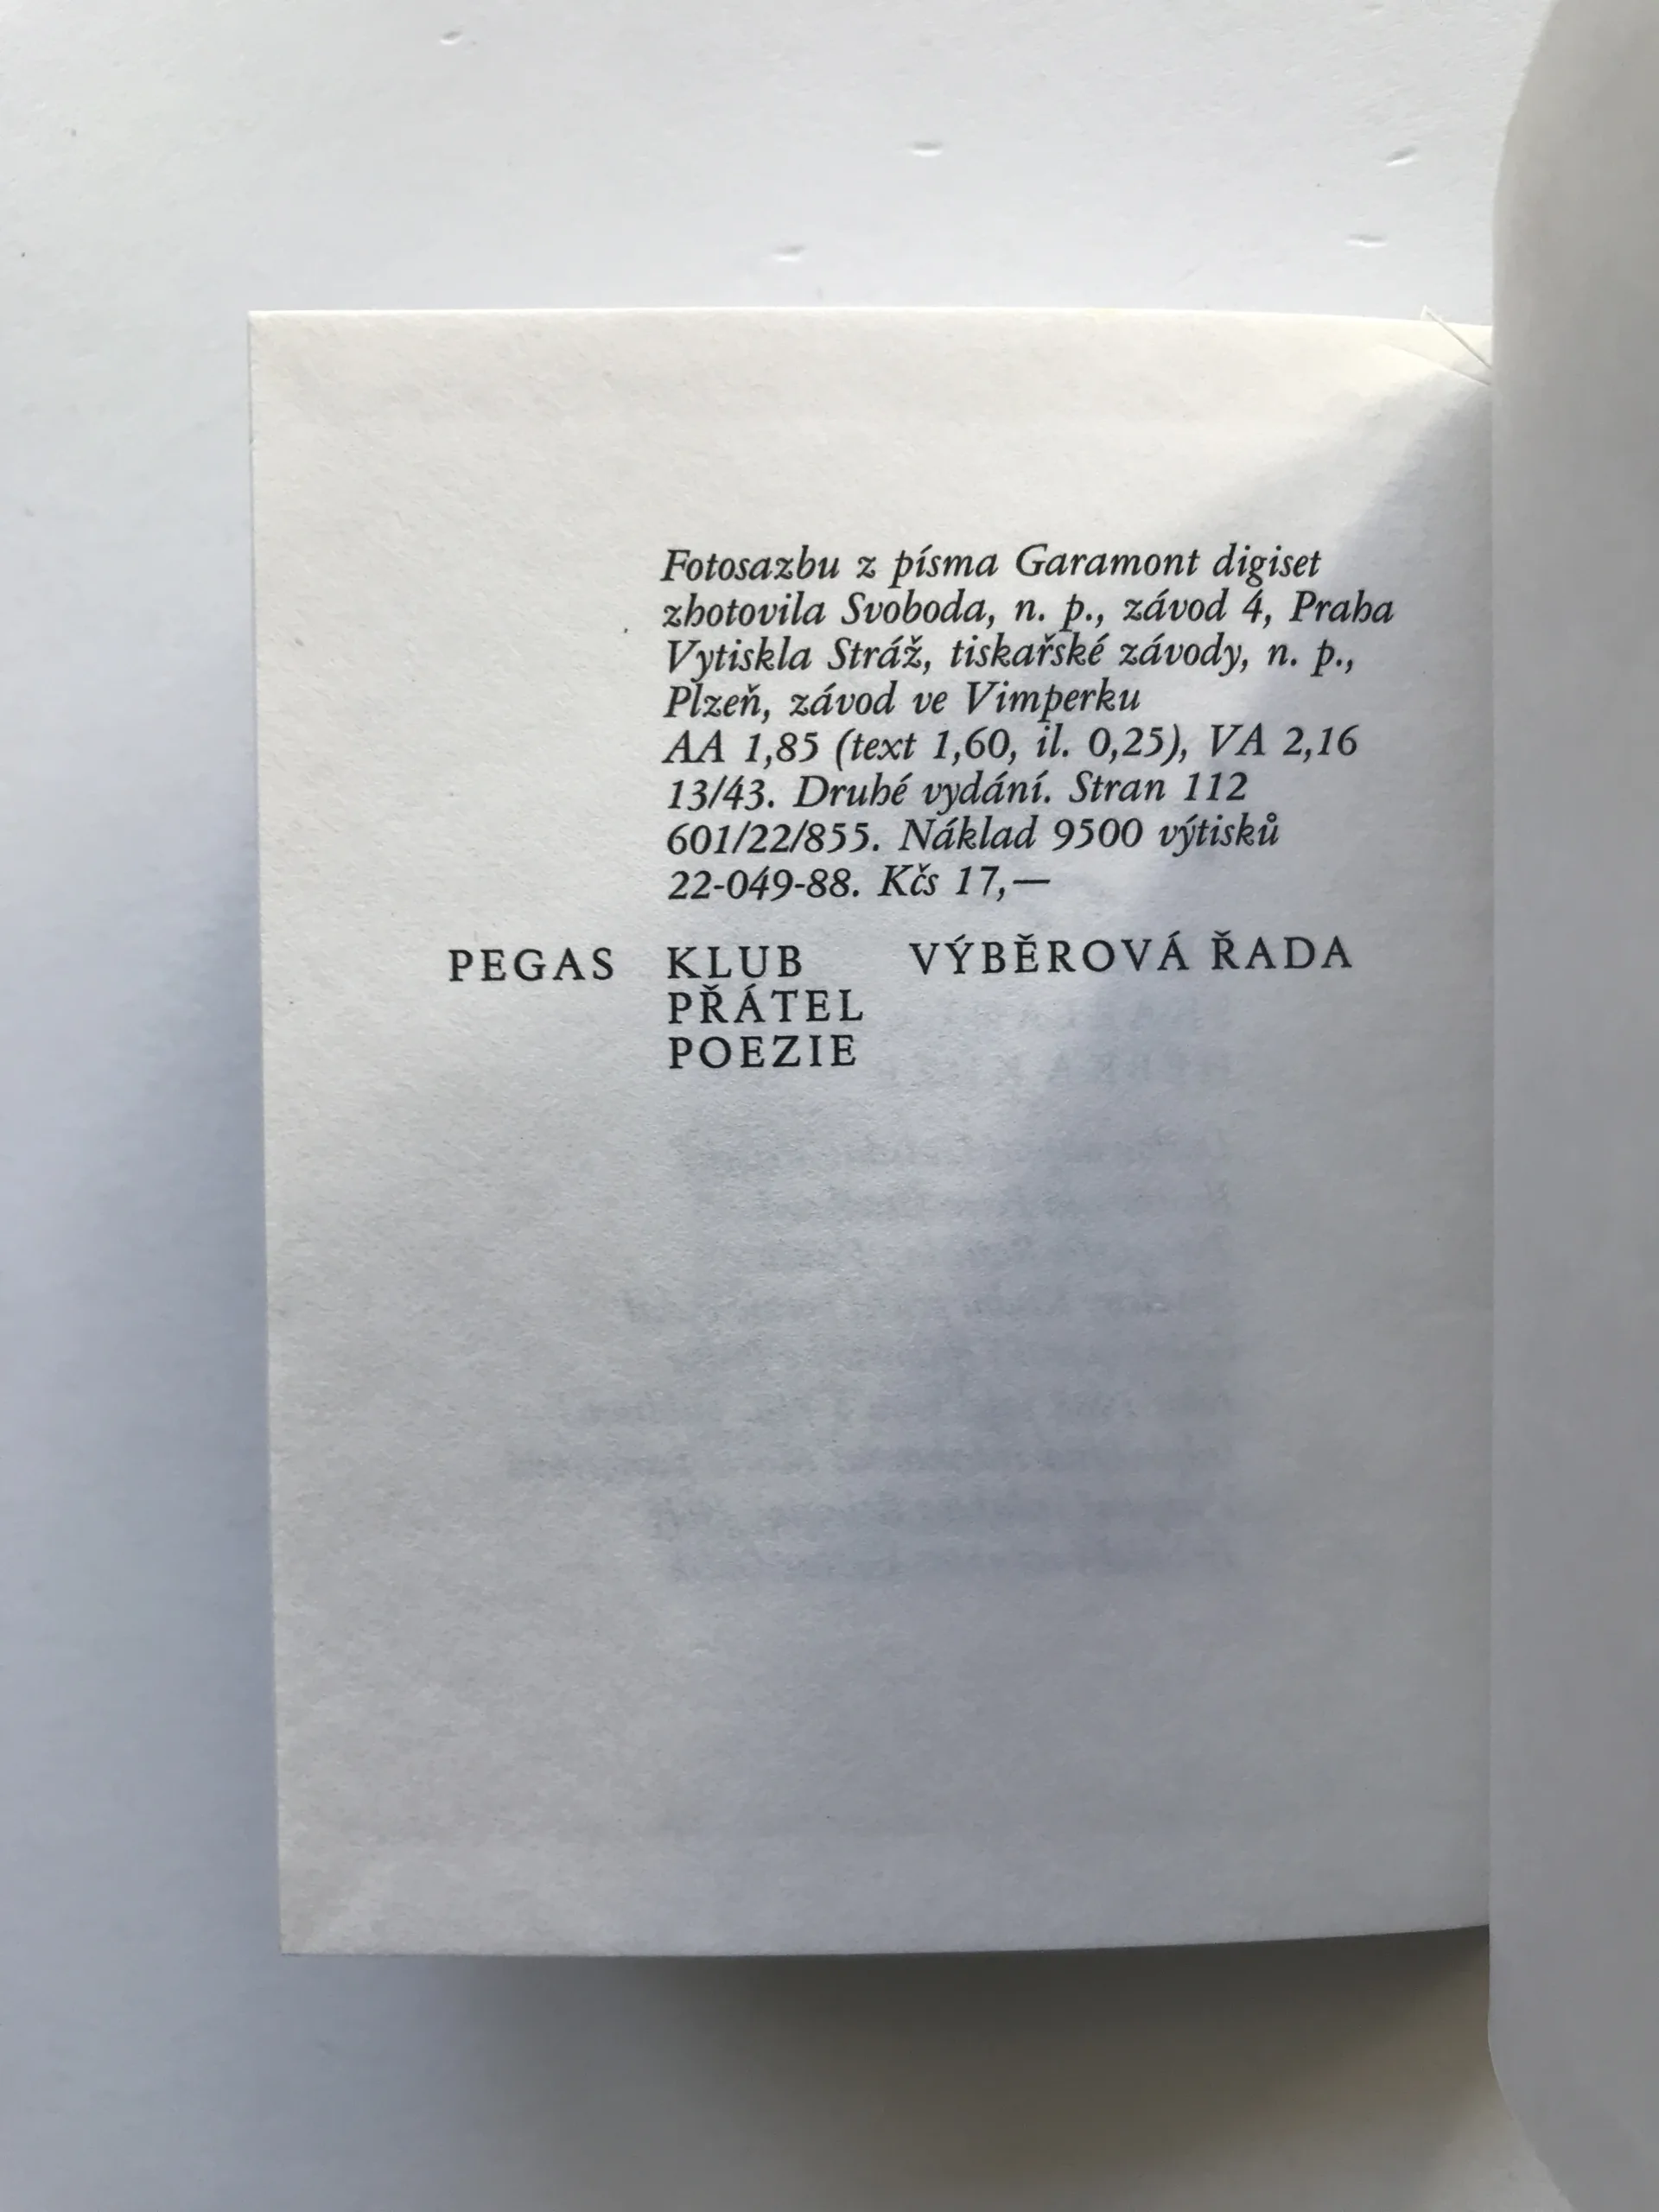 Fotosazbu z písma Garamont digiset
zhotovila Svoboda, n. p., závod 4, Praha
Vytiskla Stráž, tiskařské závody, n. p.,
Plzeň, závod ve Vimperku
AA 1,85 (text 1,60, il. 0,25), VA 2,16
13/43. Druhé vydání. Stran 112
601/22/855. Náklad 9500 výtisků
22-049-88. Kčs 17,—
PEGAS KLUB VÝBĚROVÁ ŘADA
PŘÁTEL
POEZIE